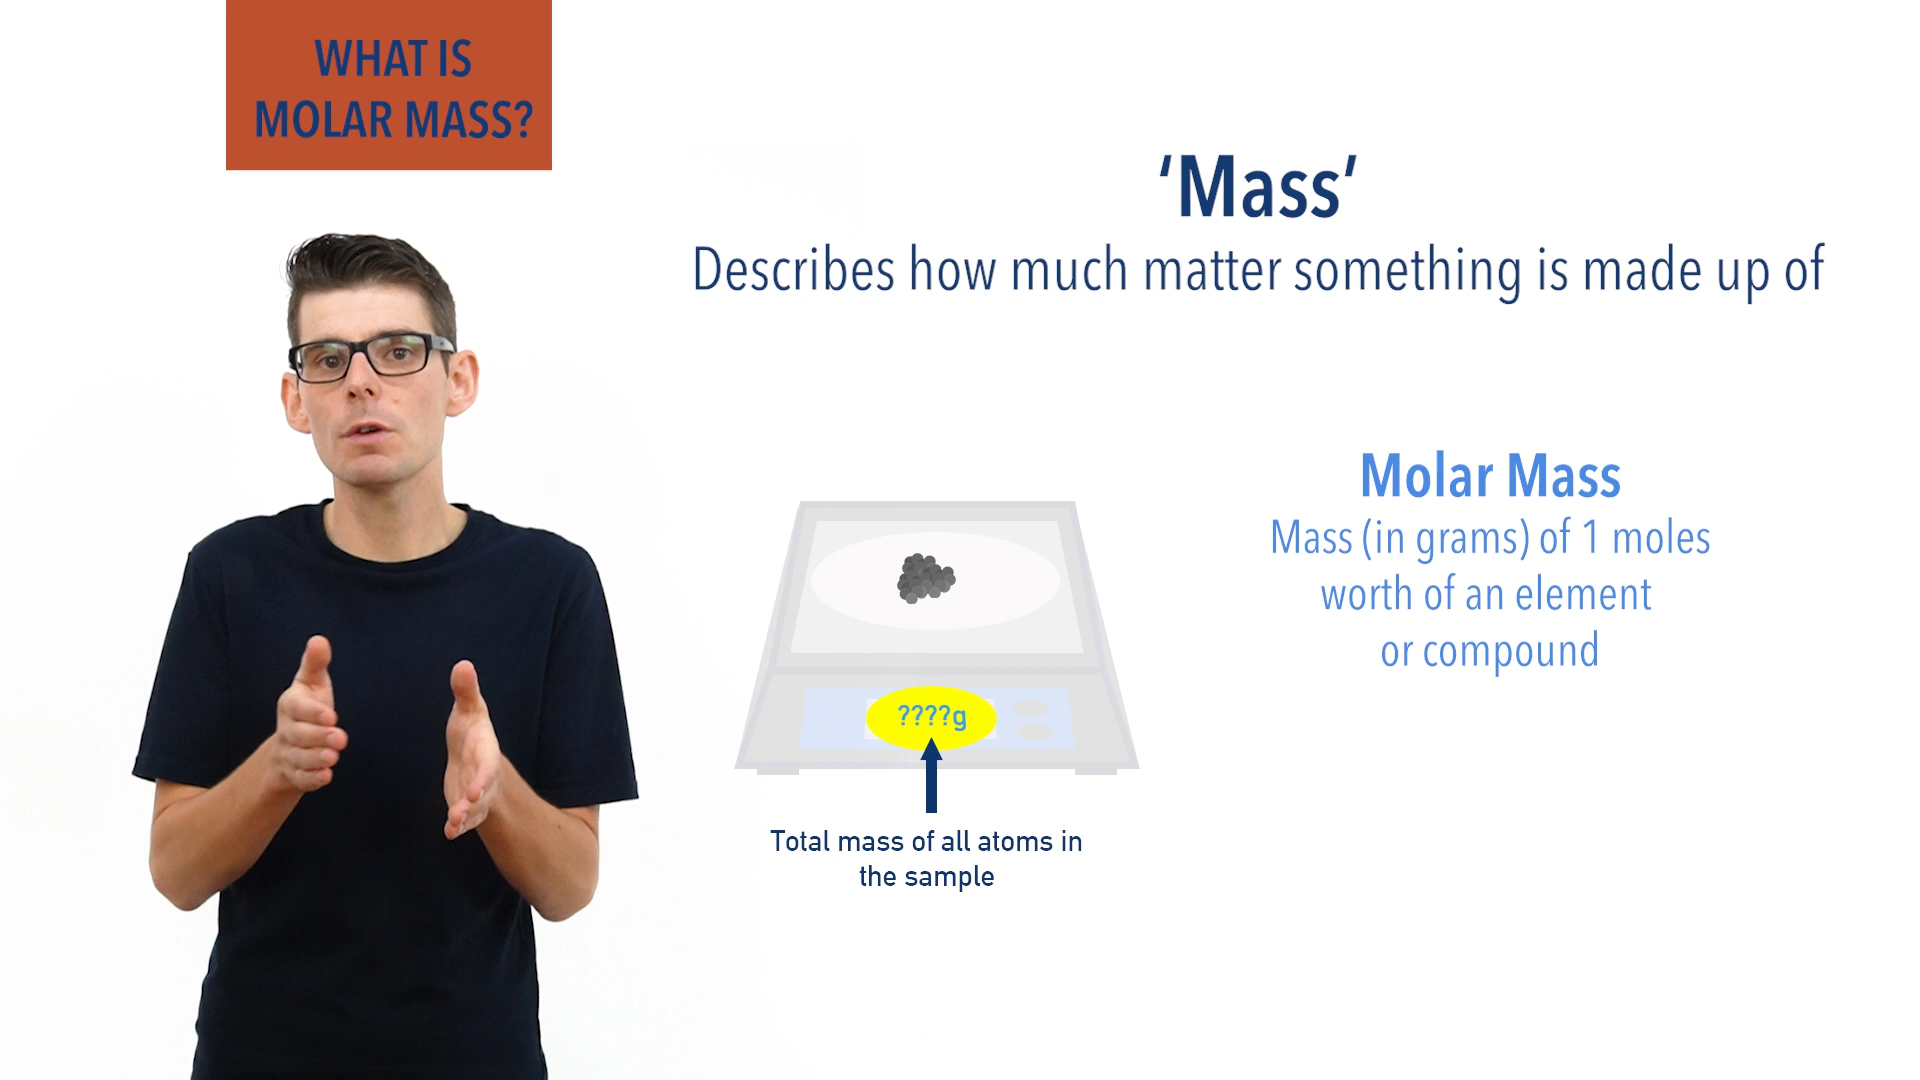 WHAT IS
MOLAR MASS?
‘Mass‘
Describes how much matter something is made up of
Molar Mass
Mass (in grams) of 1 moles
worth of an element
or compound
????g
Total mass of all atoms in
the sample